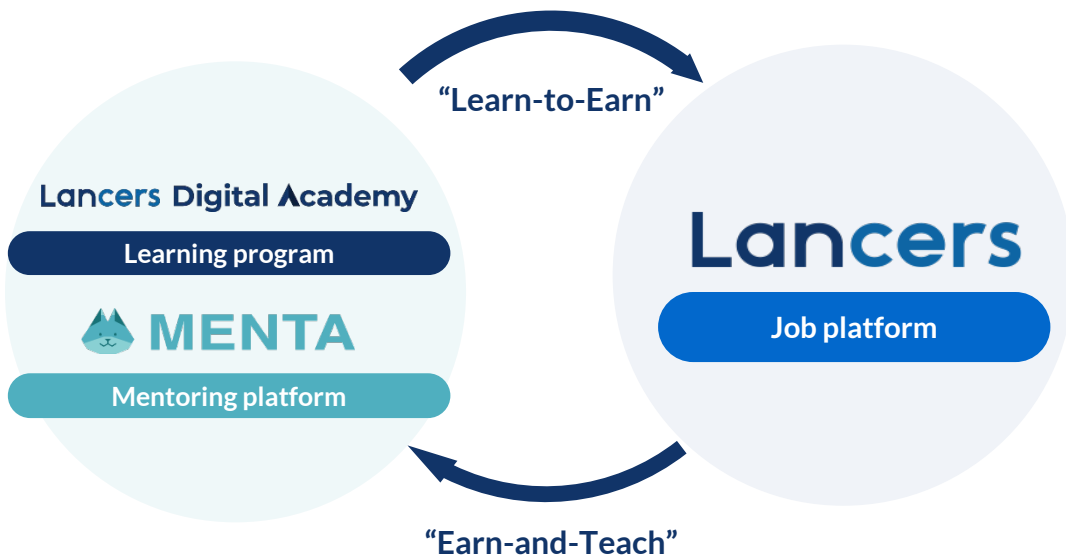 “Learn-to-Earn”
Lancers Digital Academy
Learning program
MENTA
Mentoring platform
Lancers
Job platform
“Earn-and-Teach”